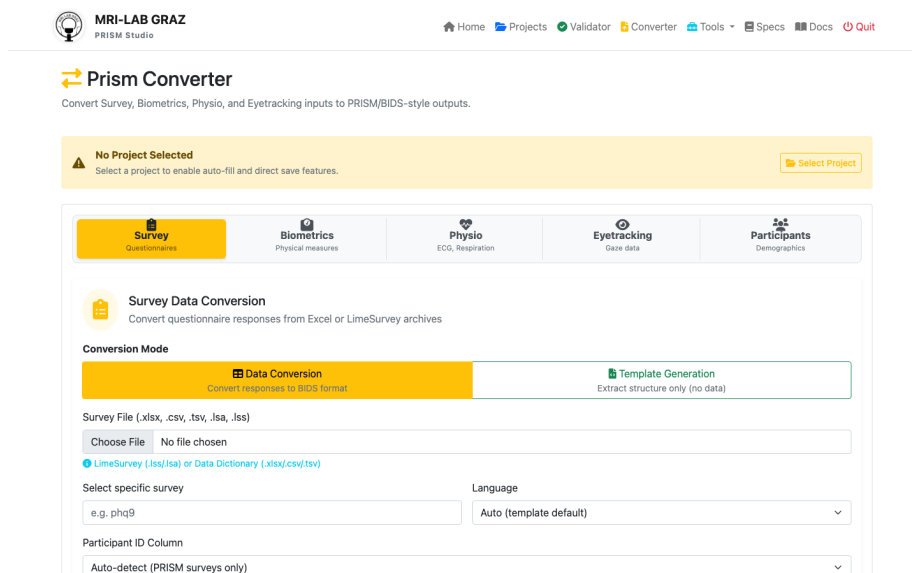 MRI-LAB GRAZ
PRISM Studio
Home Projects Validator Converter Tools Specs Docs Quit
Prism Converter
Convert Survey, Biometrics, Physio, and Eyetracking inputs to PRISM/BIDS-style outputs.
No Project Selected
Select a project to enable auto-fill and direct save features.
Select Project
Survey
Questionnaires
Biometrics
Physical measures
Physio
ECG, Respiration
Eyetracking
Gaze data
Participants
Demographics
Survey Data Conversion
Convert questionnaire responses from Excel or LimeSurvey archives
Conversion Mode
Data Conversion
Convert responses to BIDS format
Template Generation
Extract structure only (no data)
Survey File (.xlsx, .csv, .tsv, .lsa, .lss)
Choose File No file chosen
LimeSurvey (.lss/.lsa) or Data Dictionary (.xlsx/.csv/.tsv)
Select specific survey
e.g. phq9
Language
Auto (template default)
Participant ID Column
Auto-detect (PRISM surveys only)